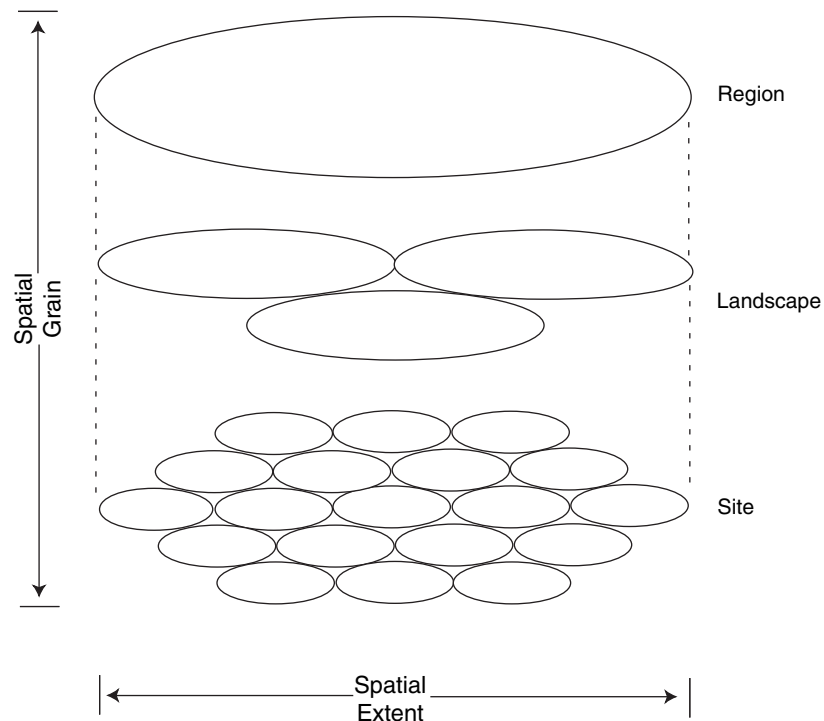 Region
Spatial
Grain
Landscape
Site
Spatial
Extent